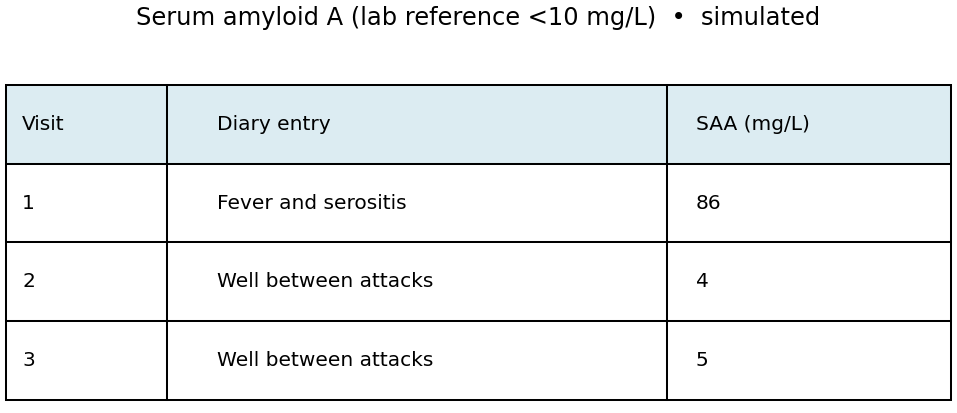 Serum amyloid A (lab reference <10 mg/L)  •  simulated
Visit Diary entry SAA (mg/L)
1 Fever and serositis 86
2 Well between attacks 4
3 Well between attacks 5